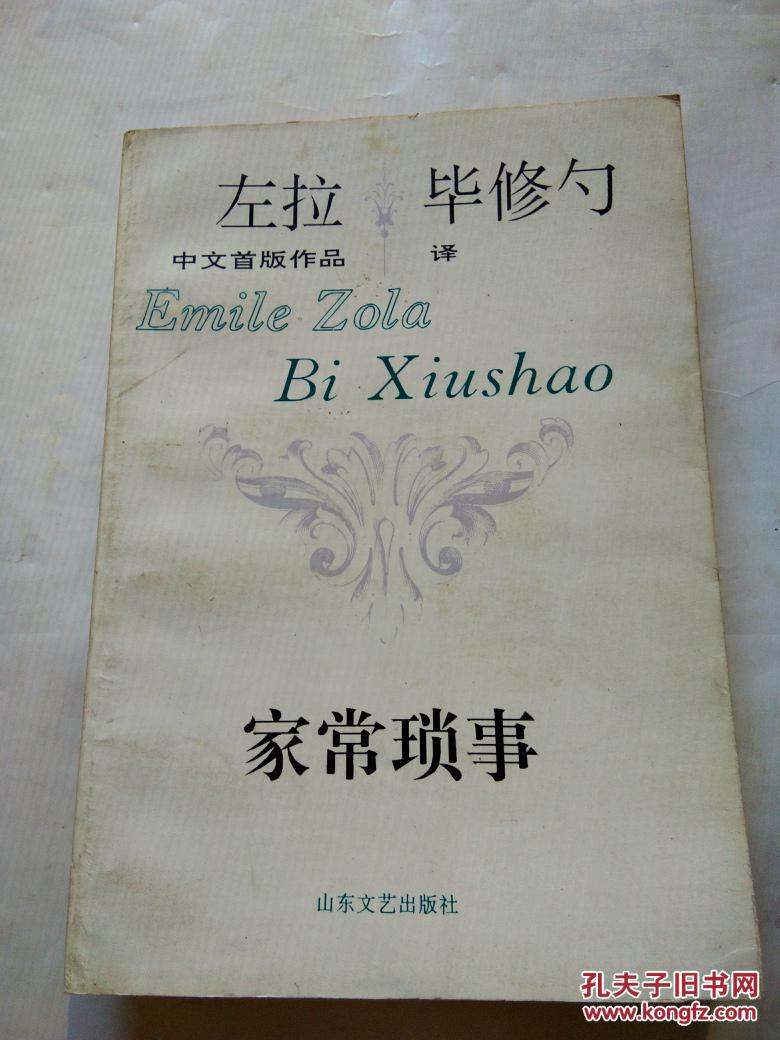 左拉 毕修勺
中文首版作品 译
Emile Zola
Bi Xiushao
家常琐事
山东文艺出版社
孔夫子旧书网
www.kongfz.com